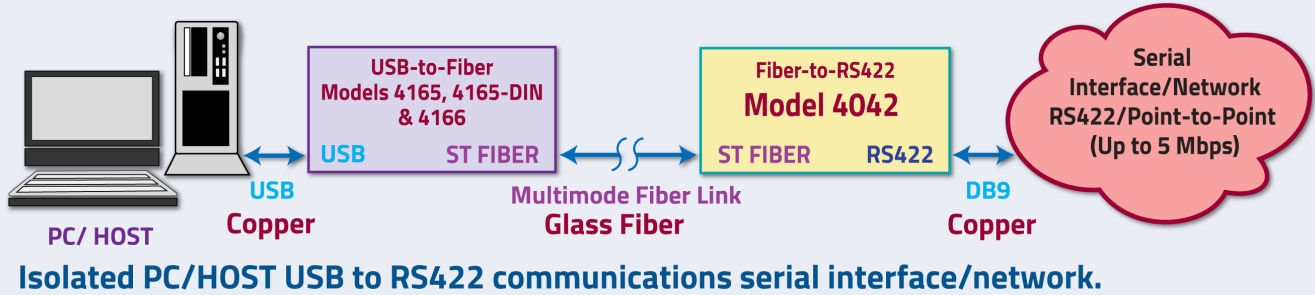 USB-to-Fiber
Models 4165, 4165-DIN
& 4166
USB
ST FIBER
Fiber-to-RS422
Model 4042
ST FIBER
RS422
Serial
Interface/Network
RS422/Point-to-Point
(Up to 5 Mbps)
USB
Copper
Multimode Fiber Link
Glass Fiber
DB9
Copper
PC/ HOST
Isolated PC/HOST USB to RS422 communications serial interface/network.